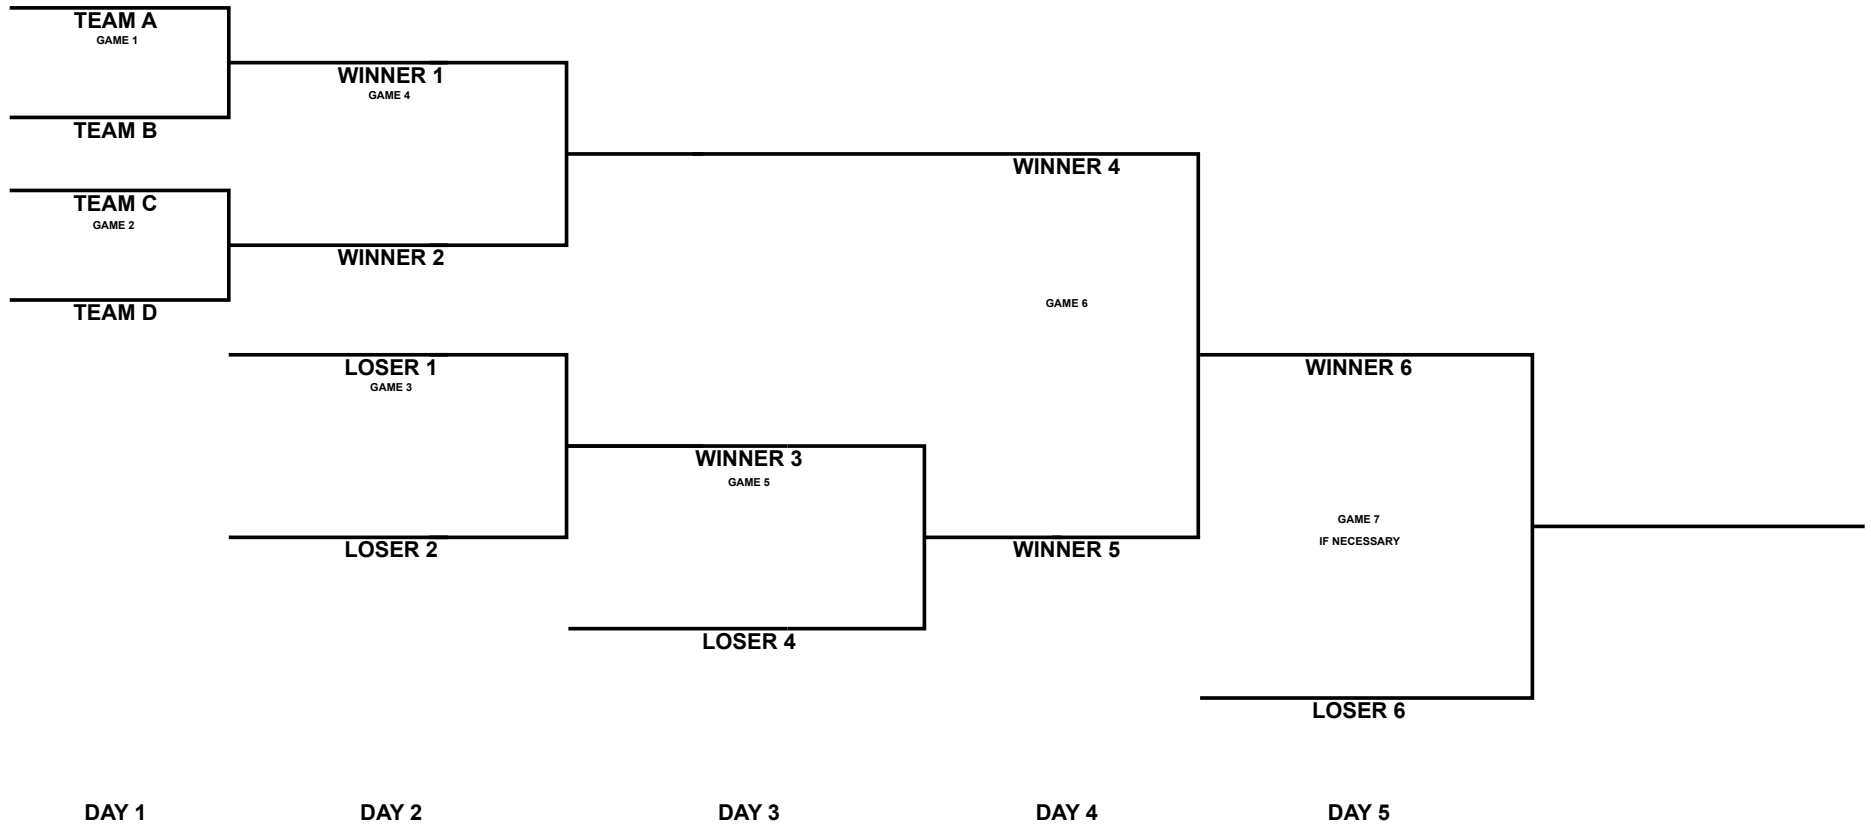 TEAM A
GAME 1
TEAM B
TEAM C
GAME 2
TEAM D
WINNER 1
GAME 4
WINNER 2
LOSER 1
GAME 3
LOSER 2
WINNER 3
GAME 5
LOSER 4
WINNER 4
GAME 6
WINNER 5
WINNER 6
GAME 7
IF NECESSARY
LOSER 6
DAY 1
DAY 2
DAY 3
DAY 4
DAY 5